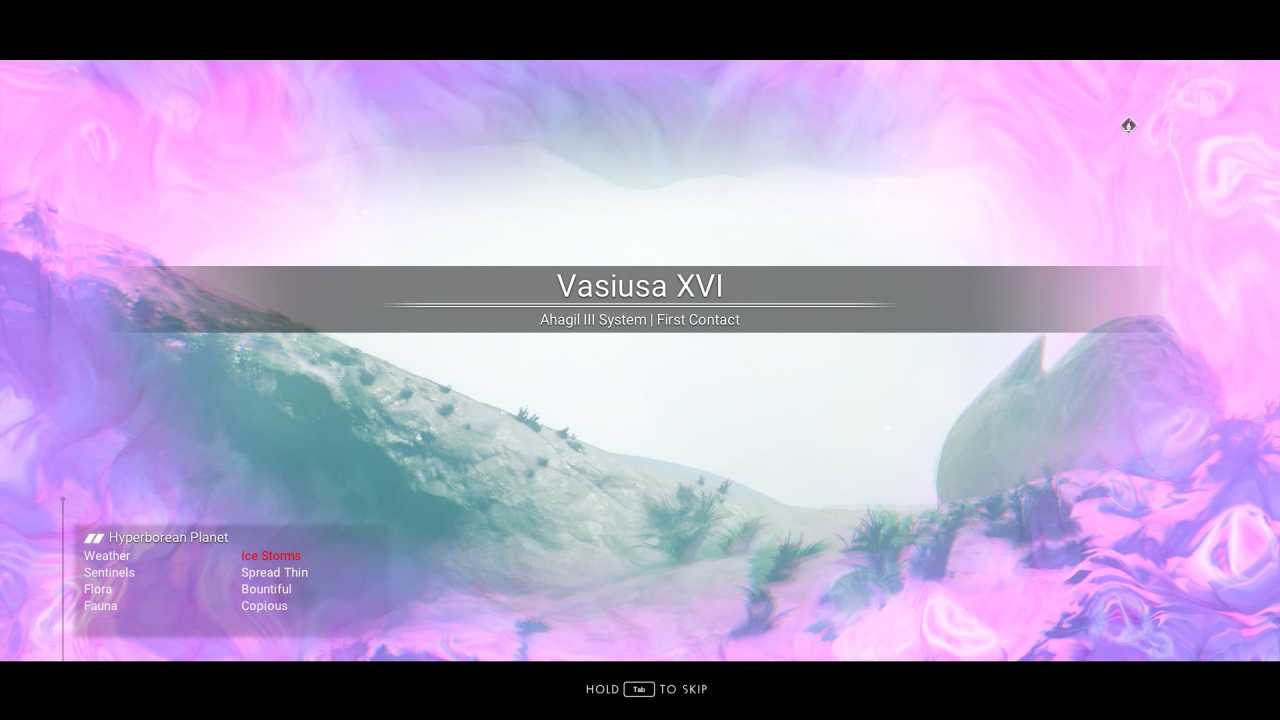 Vasiusa XVI
Ahagil III System | First Contact
Hyperborean Planet
Weather Ice Storms
Sentinels Spread Thin
Flora Bountiful
Fauna Copious
HOLD Tab TO SKIP